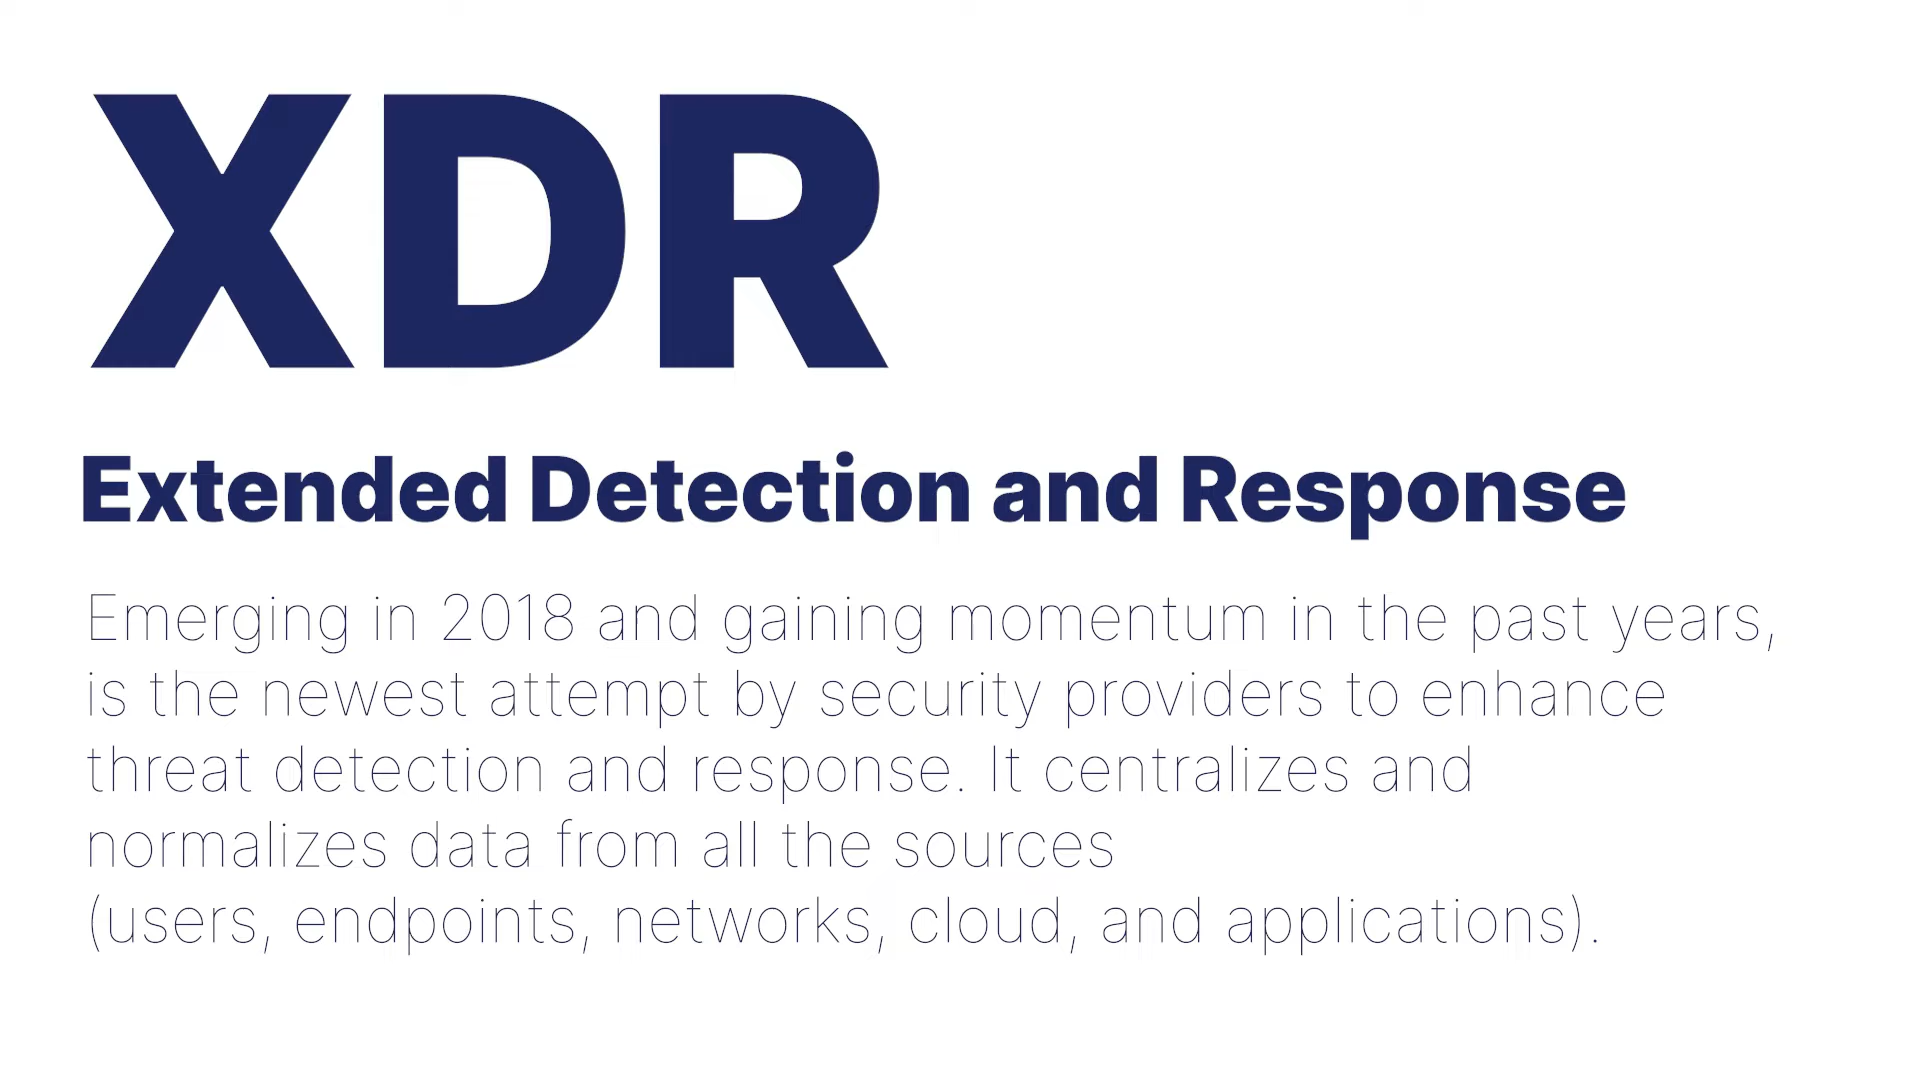 XDR
Extended Detection and Response
Emerging in 2018 and gaining momentum in the past years,
is the newest attempt by security providers to enhance
threat detection and response. It centralizes and
normalizes data from all the sources
(users, endpoints, networks, cloud, and applications).